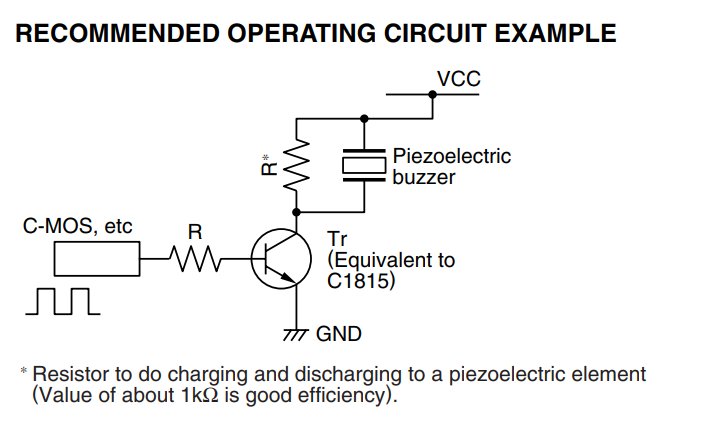 RECOMMENDED OPERATING CIRCUIT EXAMPLE
VCC
R*
Piezoelectric
buzzer
C-MOS, etc
R
Tr
(Equivalent to
C1815)
GND
* Resistor to do charging and discharging to a piezoelectric element
(Value of about 1kΩ is good efficiency).